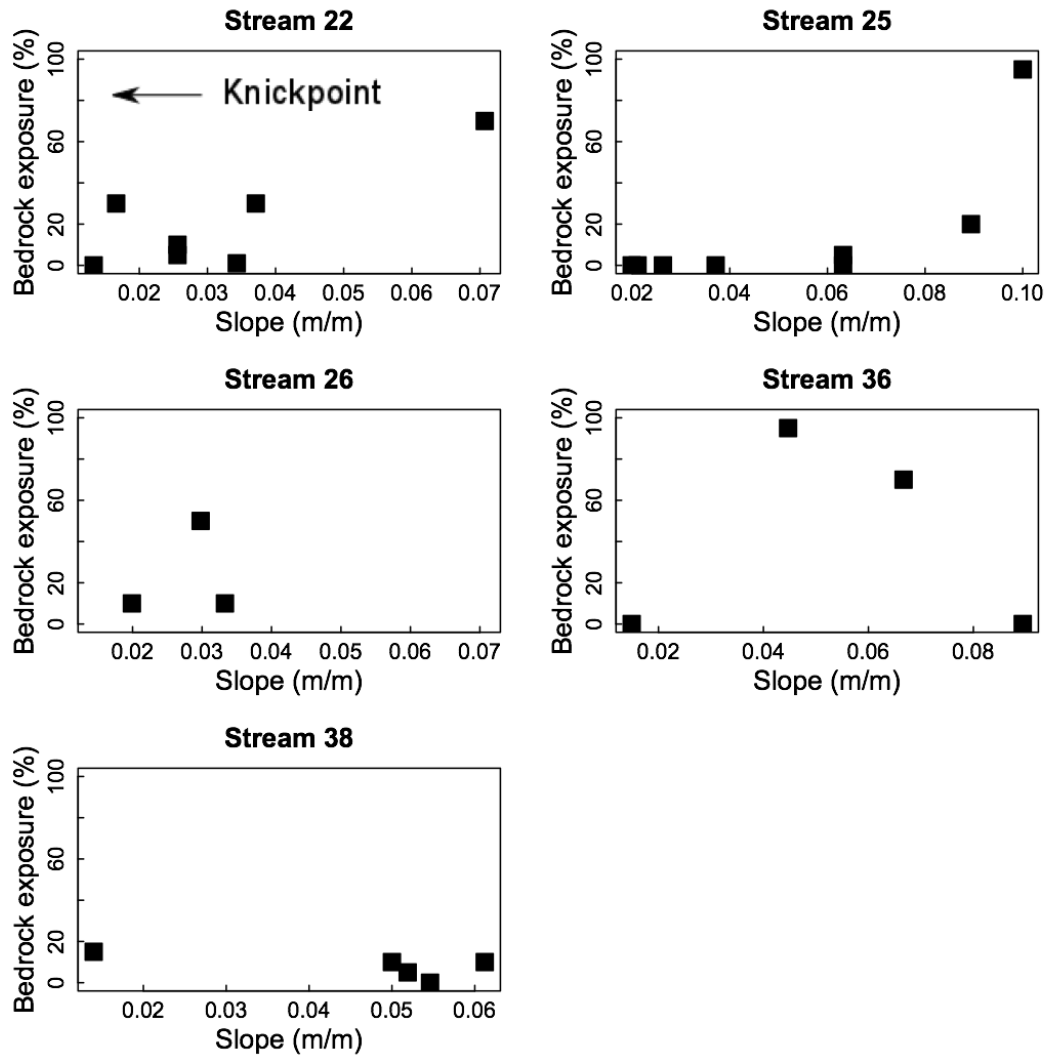 Stream 22
Bedrock exposure (%)
0 20 60 100
Knickpoint
0.02 0.03 0.04 0.05 0.06 0.07
Slope (m/m)
Stream 25
Bedrock exposure (%)
0 20 60 100
0.02 0.04 0.06 0.08 0.10
Slope (m/m)
Stream 26
Bedrock exposure (%)
0 20 60 100
0.02 0.03 0.04 0.05 0.06 0.07
Slope (m/m)
Stream 36
Bedrock exposure (%)
0 20 60 100
0.02 0.04 0.06 0.08
Slope (m/m)
Stream 38
Bedrock exposure (%)
0 20 60 100
0.02 0.03 0.04 0.05 0.06
Slope (m/m)